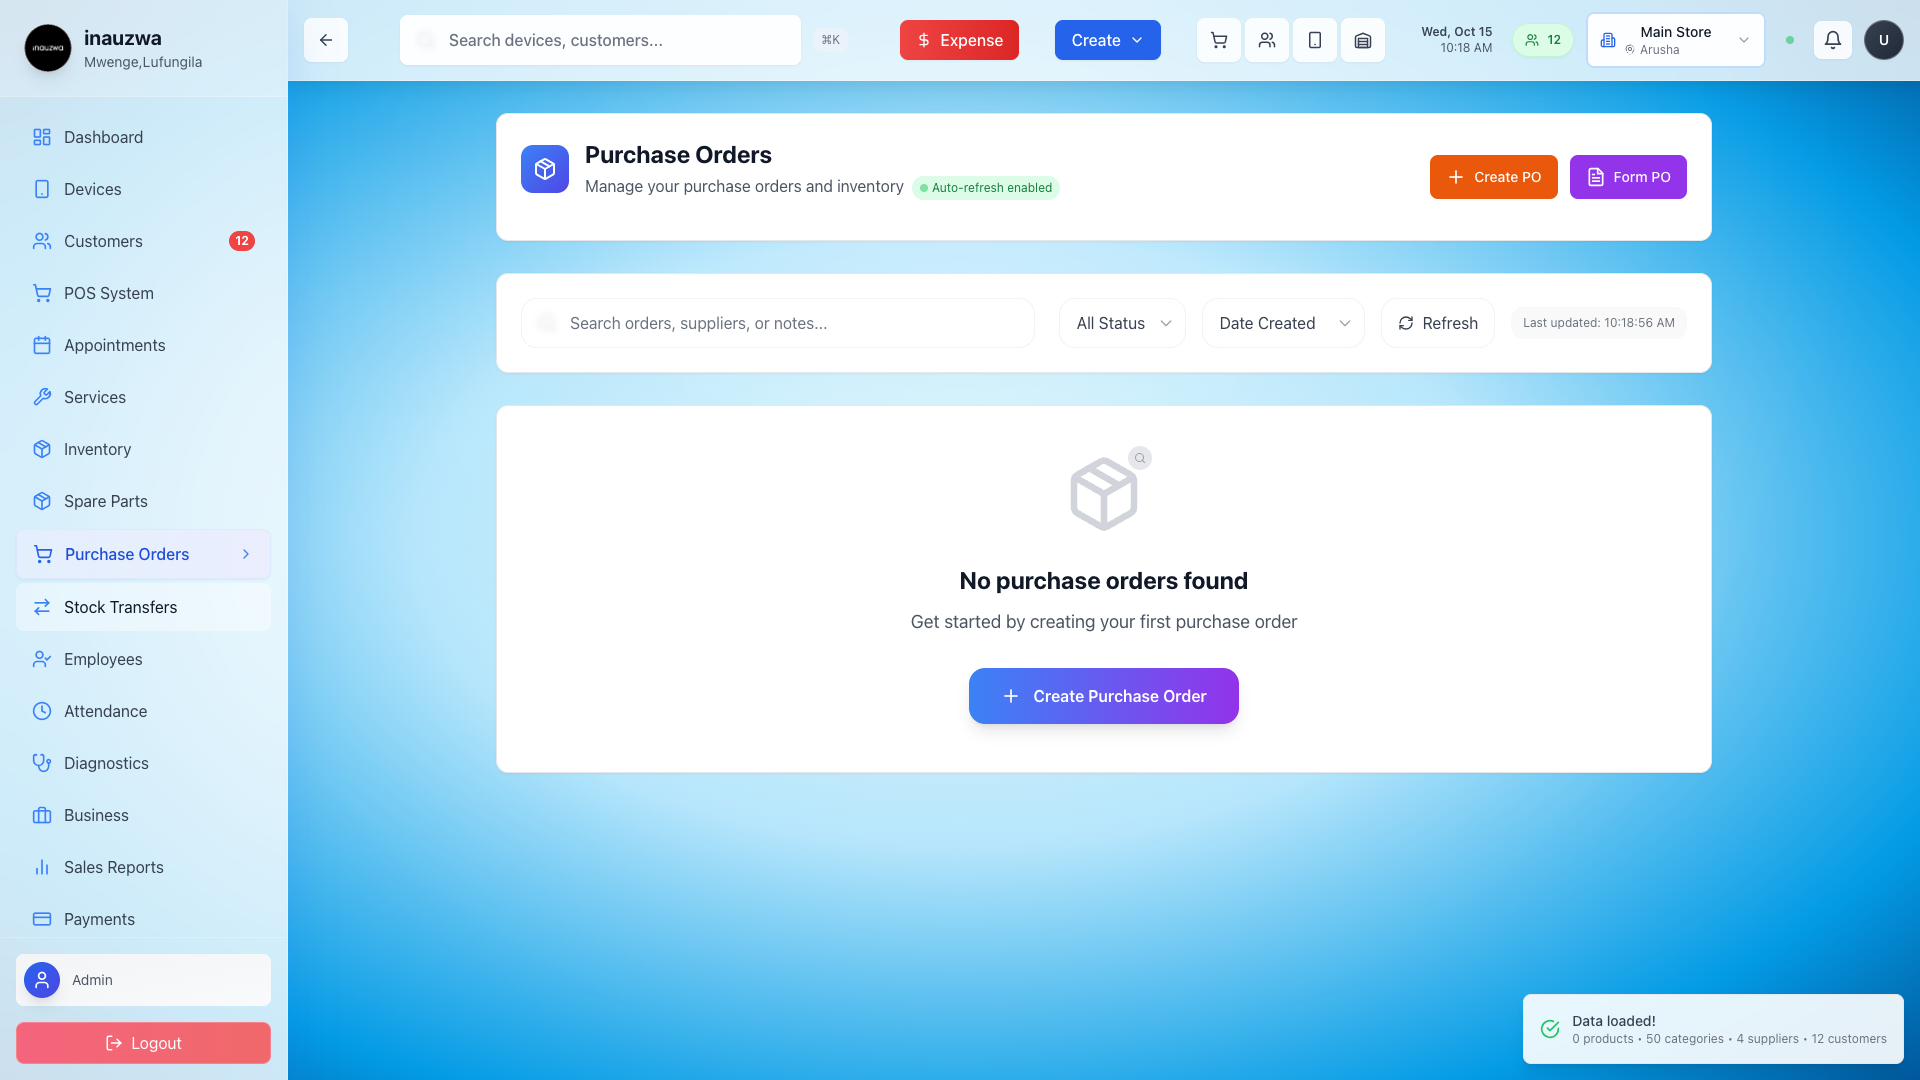 inauzwa
inauzwa
Mwenge,Lufungila
Dashboard
Devices
Customers
12
POS System
Appointments
Services
Inventory
Spare Parts
Purchase Orders
Stock Transfers
Employees
Attendance
Diagnostics
Business
Sales Reports
Payments
Admin
Logout
Search devices, customers...
⌘K
Expense
Create
Wed, Oct 15
10:18 AM
12
Main Store
Arusha
U
Purchase Orders
Manage your purchase orders and inventory
Auto-refresh enabled
Create PO
Form PO
Search orders, suppliers, or notes...
All Status
Date Created
Refresh
Last updated: 10:18:56 AM
No purchase orders found
Get started by creating your first purchase order
Create Purchase Order
Data loaded!
0 products • 50 categories • 4 suppliers • 12 customers